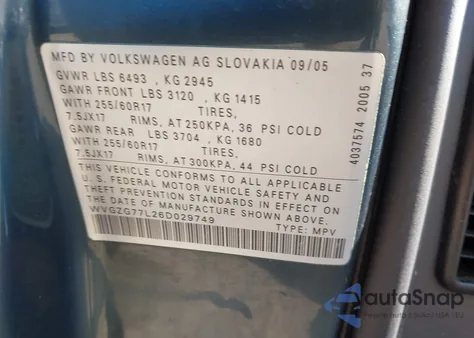 MFD BY VOLKSWAGEN AG SLOVAKIA 09/05
GVWR LBS 6493 , KG 2945
GAWR FRONT LBS 3120 , KG 1415
WITH 255/60R17 TIRES,
7.5JX17 RIMS, AT 250KPA, 36 PSI COLD
GAWR REAR LBS 3704 , KG 1680
WITH 255/60R17 TIRES,
7.5JX17 RIMS, AT 300KPA, 44 PSI COLD
THIS VEHICLE CONFORMS TO ALL APPLICABLE
U.S. FEDERAL MOTOR VEHICLE SAFETY AND
THEFT PREVENTION STANDARDS IN EFFECT ON
THE DATE OF MANUFACTURE SHOWN ABOVE.
WVGZG77L26D029749 TYPE: MPV
4037574 2005 37
autaSnap